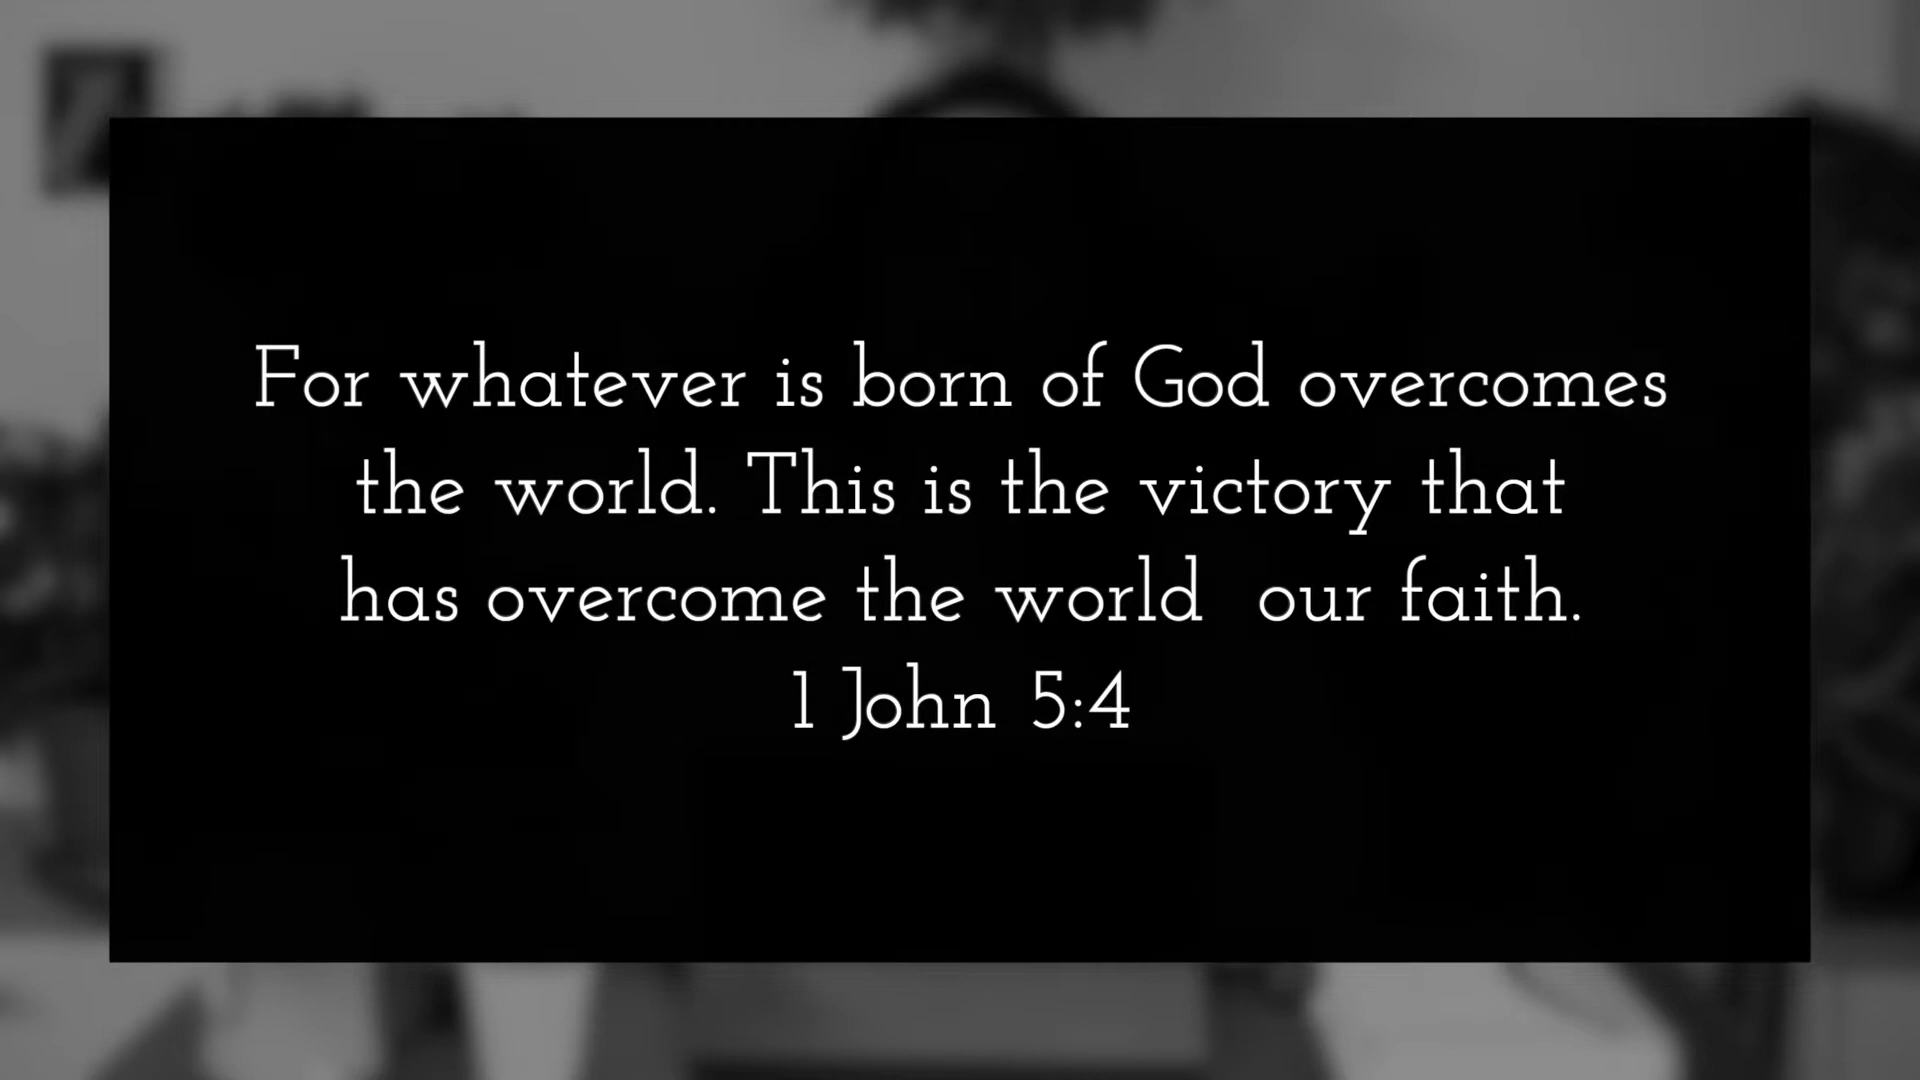 For whatever is born of God overcomes
the world. This is the victory that
has overcome the world  our faith.
1 John 5:4